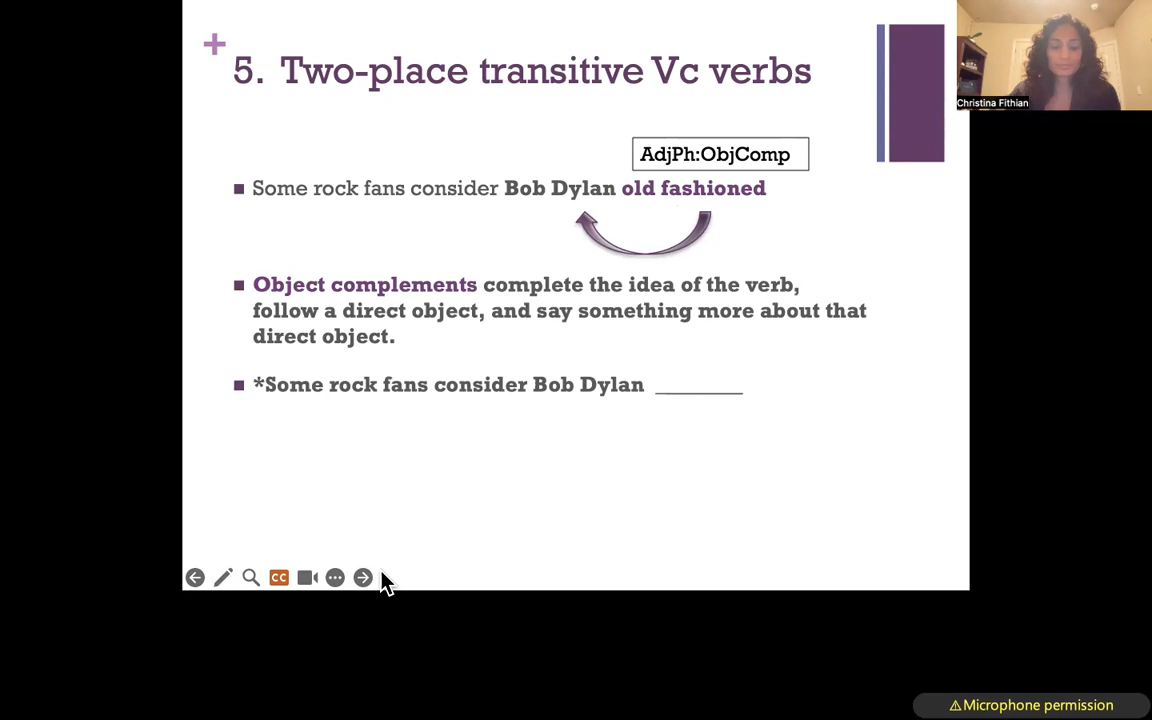 +
5. Two-place transitive Vc verbs
Christina Fithian
AdjPh:ObjComp
■ Some rock fans consider Bob Dylan old fashioned
■ Object complements complete the idea of the verb,
follow a direct object, and say something more about that
direct object.
■ *Some rock fans consider Bob Dylan ________
CC
⚠Microphone permission